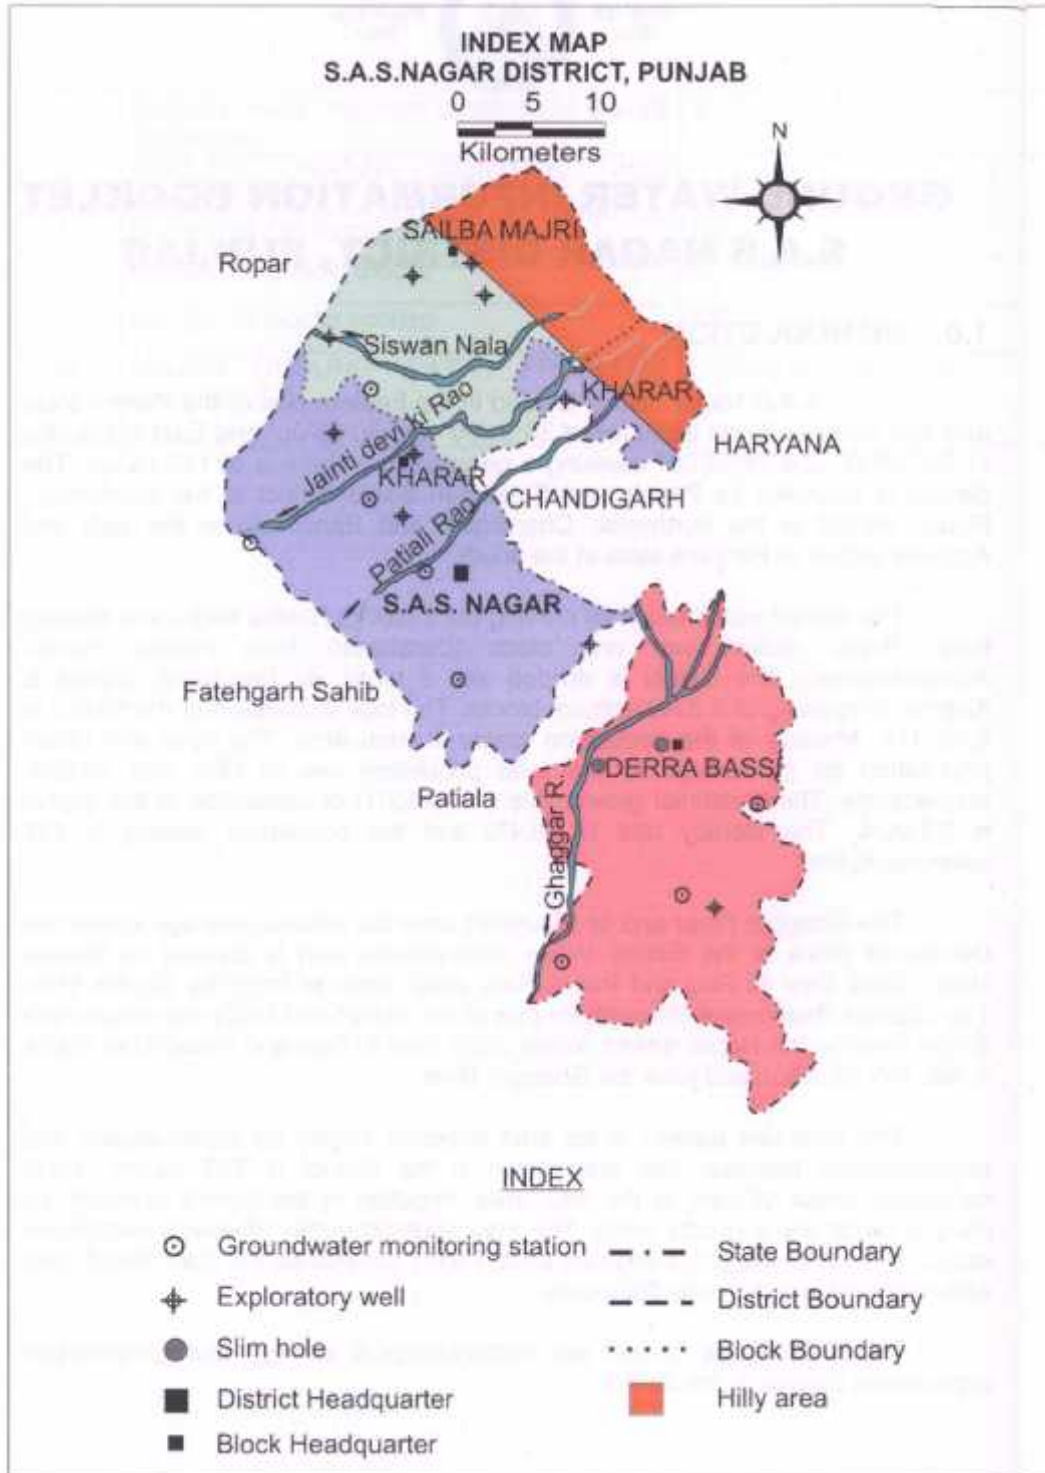 INDEX MAP
S.A.S.NAGAR DISTRICT, PUNJAB
0 5 10
Kilometers
N
SAILBA MAJRI
Ropar
Siswan Nala
KHARAR
Jainti devi ki Rao
HARYANA
KHARAR
CHANDIGARH
Patiali Rao
S.A.S. NAGAR
Fatehgarh Sahib
DERRA BASSI
Patiala
Ghaggar R.
INDEX
Groundwater monitoring station
State Boundary
Exploratory well
District Boundary
Slim hole
Block Boundary
District Headquarter
Hilly area
Block Headquarter